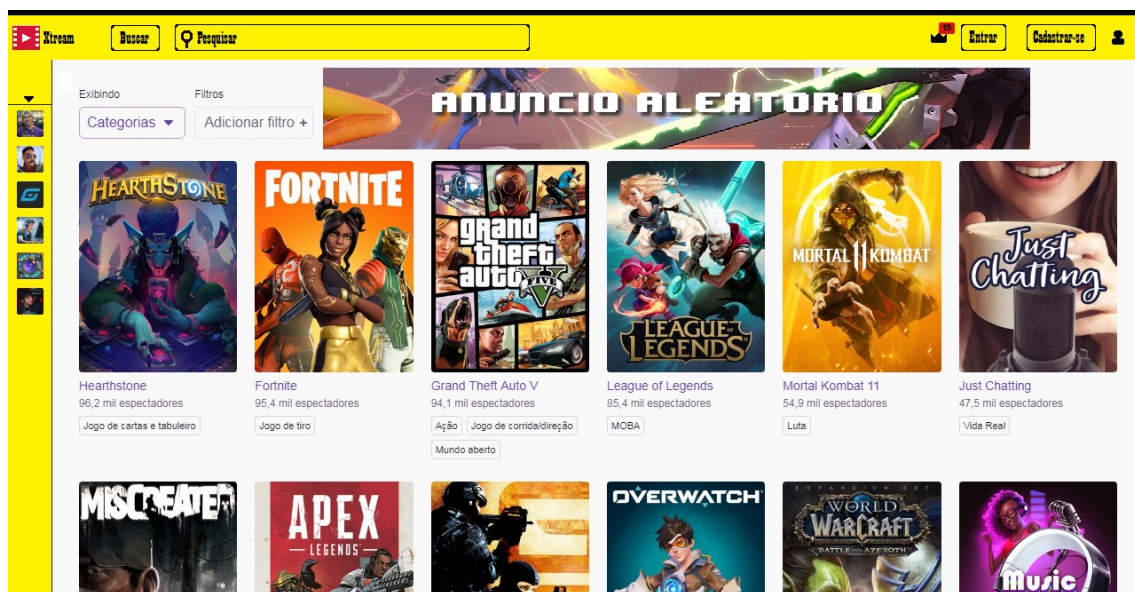 Xtream
Buscar
Pesquisar
15
Entrar
Cadastrar-se
Exibindo
Filtros
Categorias
Adicionar filtro +
ANUNCIO ALEATORIO
HEARTHSTONE
FORTNITE
grand
theft
auto
V
FIVE
LEAGUE OF
LEGENDS
MORTAL 11 KOMBAT
Just
Chatting
Hearthstone
Fortnite
Grand Theft Auto V
League of Legends
Mortal Kombat 11
Just Chatting
96,2 mil espectadores
95,4 mil espectadores
94,1 mil espectadores
85,4 mil espectadores
54,9 mil espectadores
47,5 mil espectadores
Jogo de cartas e tabuleiro
Jogo de tiro
Ação
Jogo de corrida/direção
MOBA
Luta
Vida Real
Mundo aberto
MISCREATED
APEX
LEGENDS
OVERWATCH
EXPANSION SET
WORLD
WARCRAFT
BATTLE FOR AZEROTH
Music